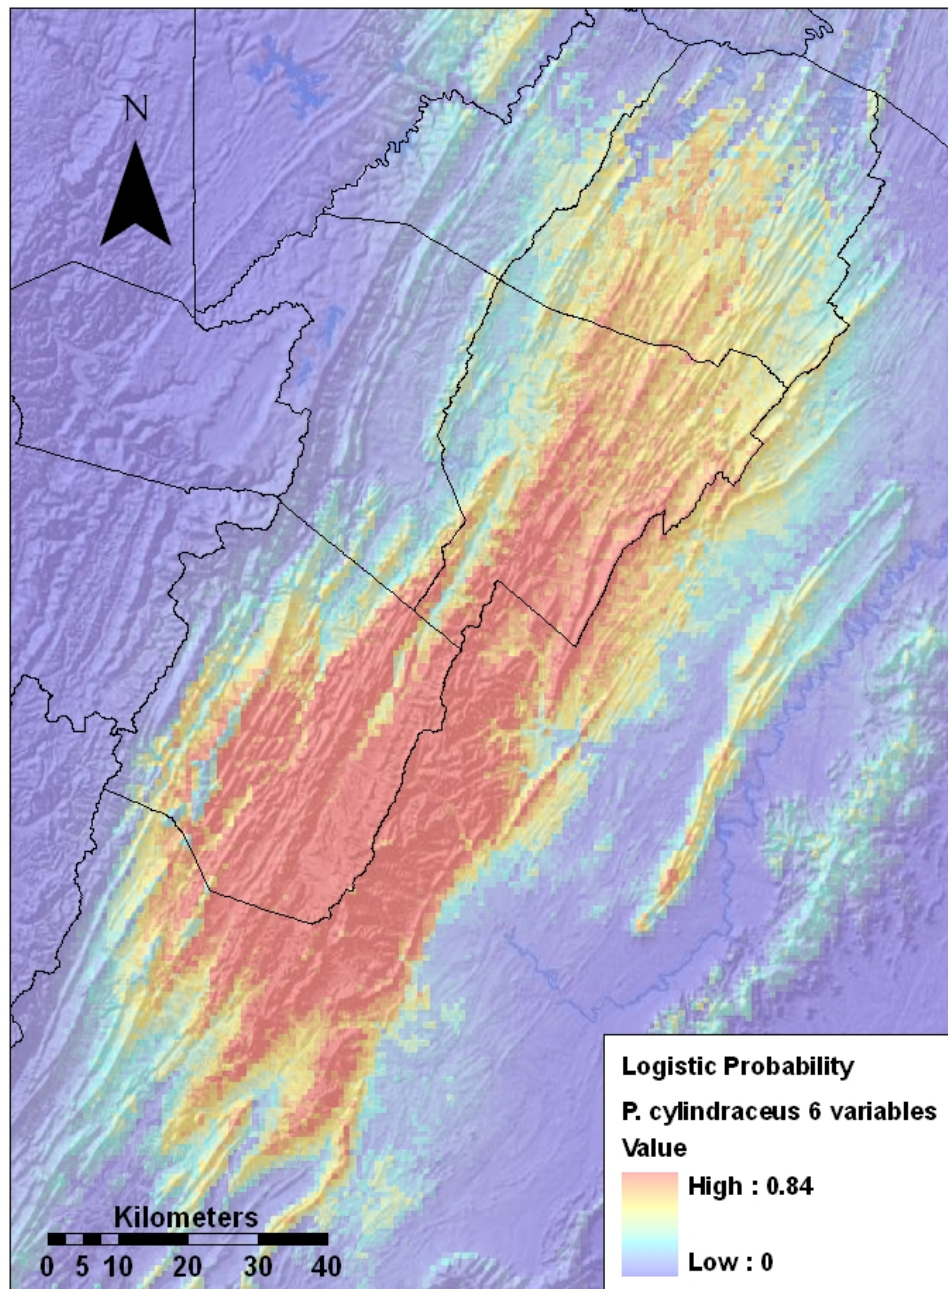 N
Logistic Probability
P. cylindraceus 6 variables
Value
High : 0.84
Low : 0
Kilometers
0 5 10 20 30 40